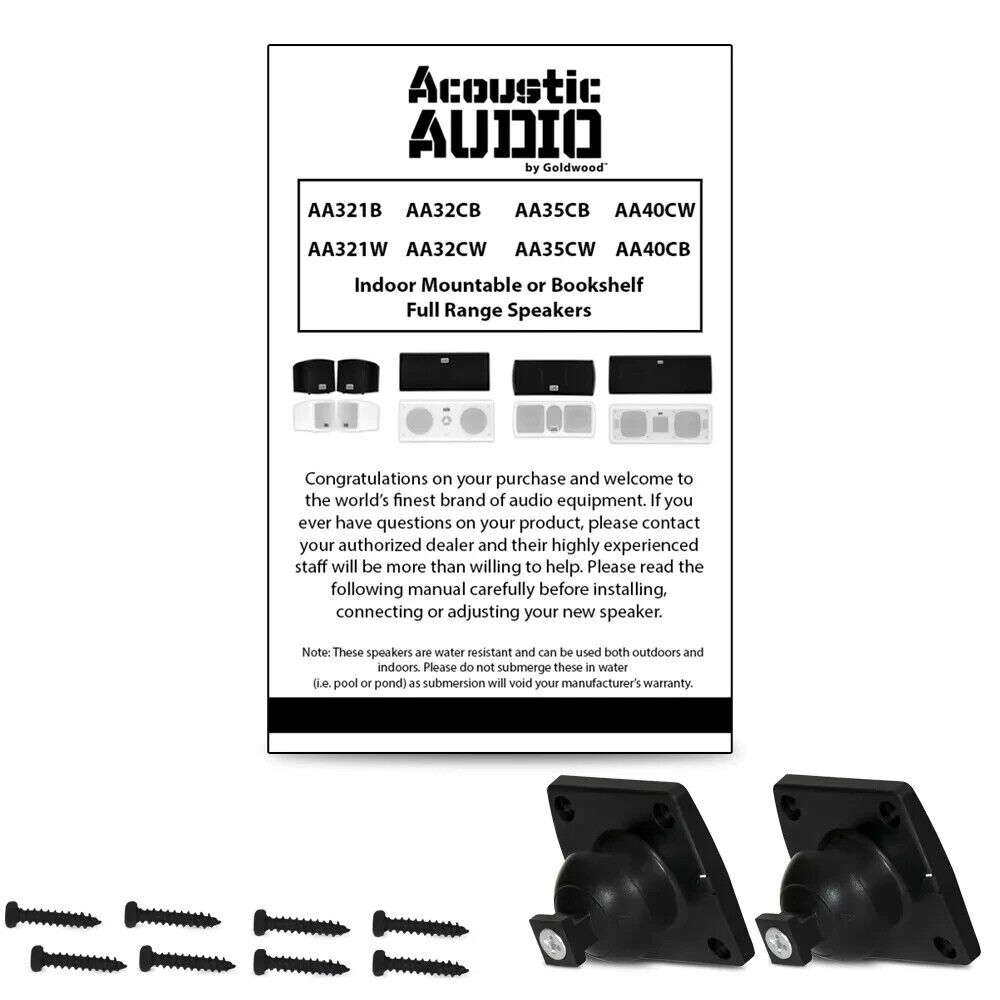 Acoustic
AUDIO
by Goldwood™
AA321B AA32CB AA35CB AA40CW
AA321W AA32CW AA35CW AA40CB
Indoor Mountable or Bookshelf
Full Range Speakers
Congratulations on your purchase and welcome to
the world's finest brand of audio equipment. If you
ever have questions on your product, please contact
your authorized dealer and their highly experienced
staff will be more than willing to help. Please read the
following manual carefully before installing,
connecting or adjusting your new speaker.
Note: These speakers are water resistant and can be used both outdoors and
indoors. Please do not submerge these in water
(i.e. pool or pond) as submersion will void your manufacturer's warranty.